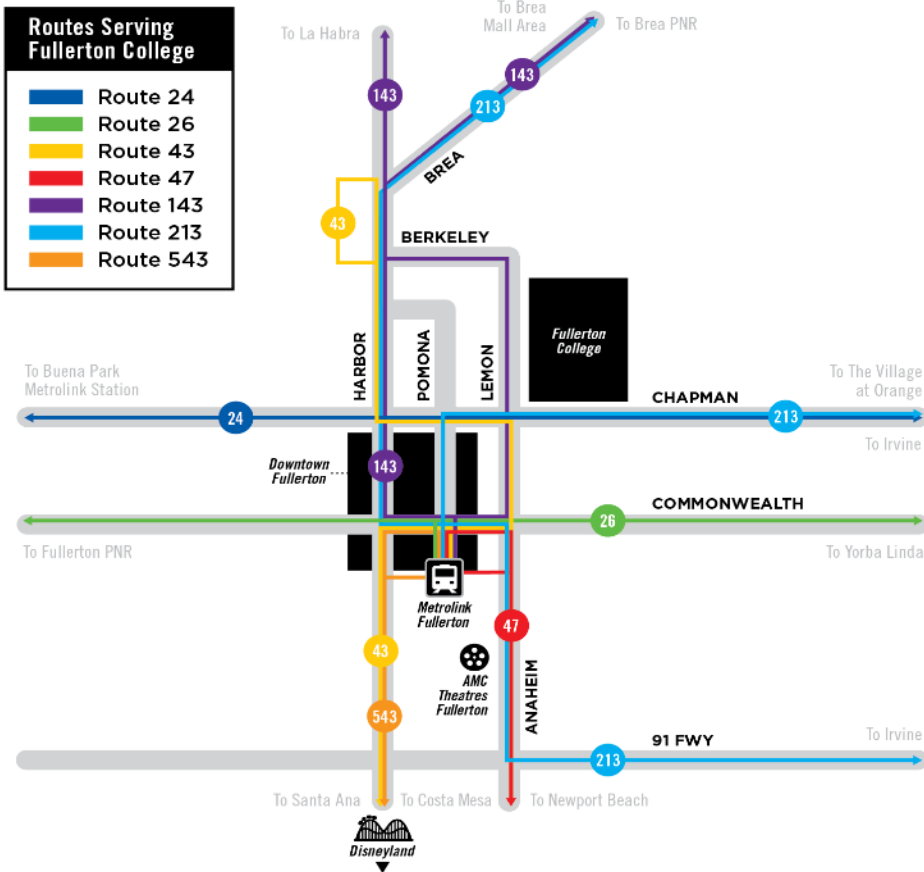 Routes Serving
Fullerton College
Route 24
Route 26
Route 43
Route 47
Route 143
Route 213
Route 543
To La Habra
To Brea
Mall Area
To Brea PNR
143
143
213
BREA
43
BERKELEY
HARBOR
POMONA
LEMON
Fullerton
College
To Buena Park
Metrolink Station
To The Village
at Orange
CHAPMAN
24
213
To Irvine
Downtown
Fullerton
143
COMMONWEALTH
26
To Fullerton PNR
To Yorba Linda
Metrolink
Fullerton
47
43
AMC
Theatres
Fullerton
ANAHEIM
543
91 FWY
To Irvine
213
To Santa Ana
To Costa Mesa
To Newport Beach
Disneyland